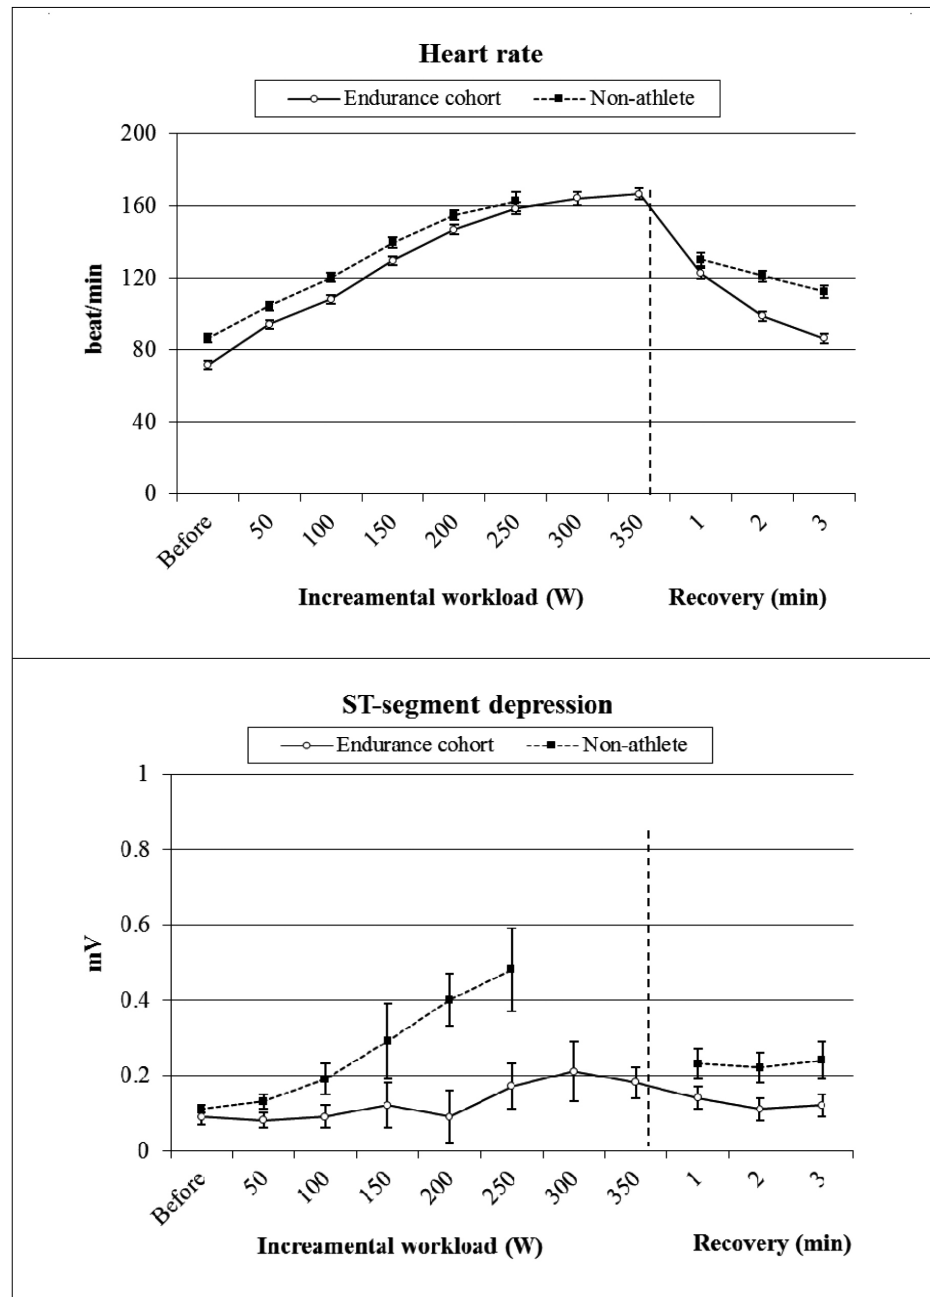 Heart rate
Endurance cohort Non-athlete
200
160
120
80
40
0
beat/min
Before 50 100 150 200 250 300 350 1 2 3
Increamental workload (W) Recovery (min)
ST-segment depression
Endurance cohort Non-athlete
1
0.8
0.6
0.4
0.2
0
mV
Before 50 100 150 200 250 300 350 1 2 3
Increamental workload (W) Recovery (min)